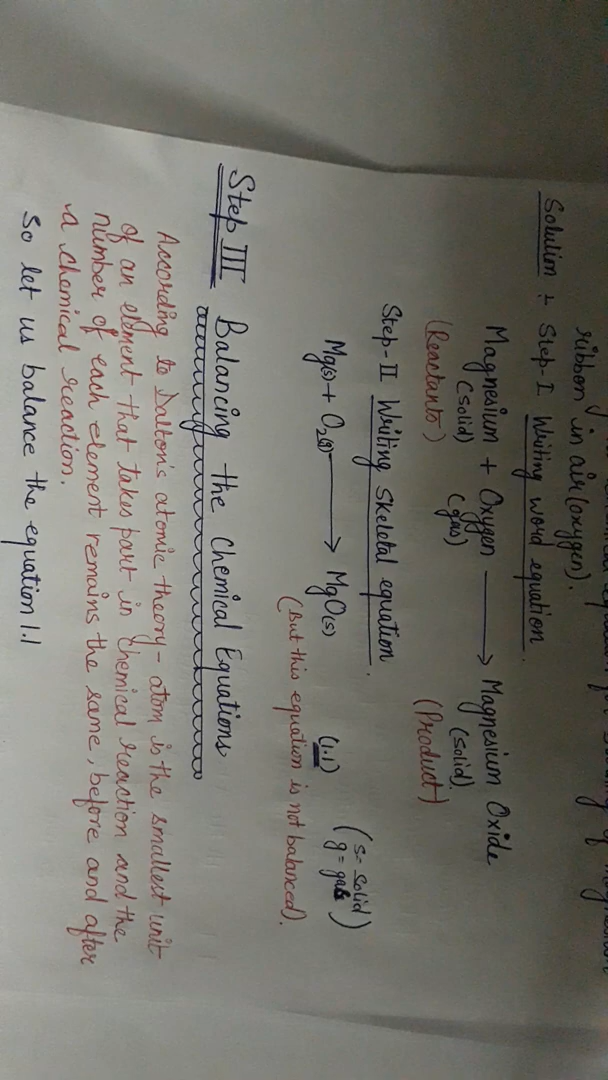 ribbon in air (oxygen).
Solution ÷ Step-I Writing word equation.
Magnesium + Oxygen ⟶ Magnesium Oxide
(Solid) (gas) (Solid)
(Reactants) (Product)
Step-II Writing Skeletal equation.
Mg(s) + O2(g) ⟶ MgO(s) (1.1) (s = solid
g = gas)
(But this equation is not balanced).
Step III Balancing the Chemical Equations
According to Dalton's atomic theory - atom is the smallest unit
of an element that takes part in chemical reaction and the
number of each element remains the same, before and after
a chemical reaction.
So let us balance the equation 1.1